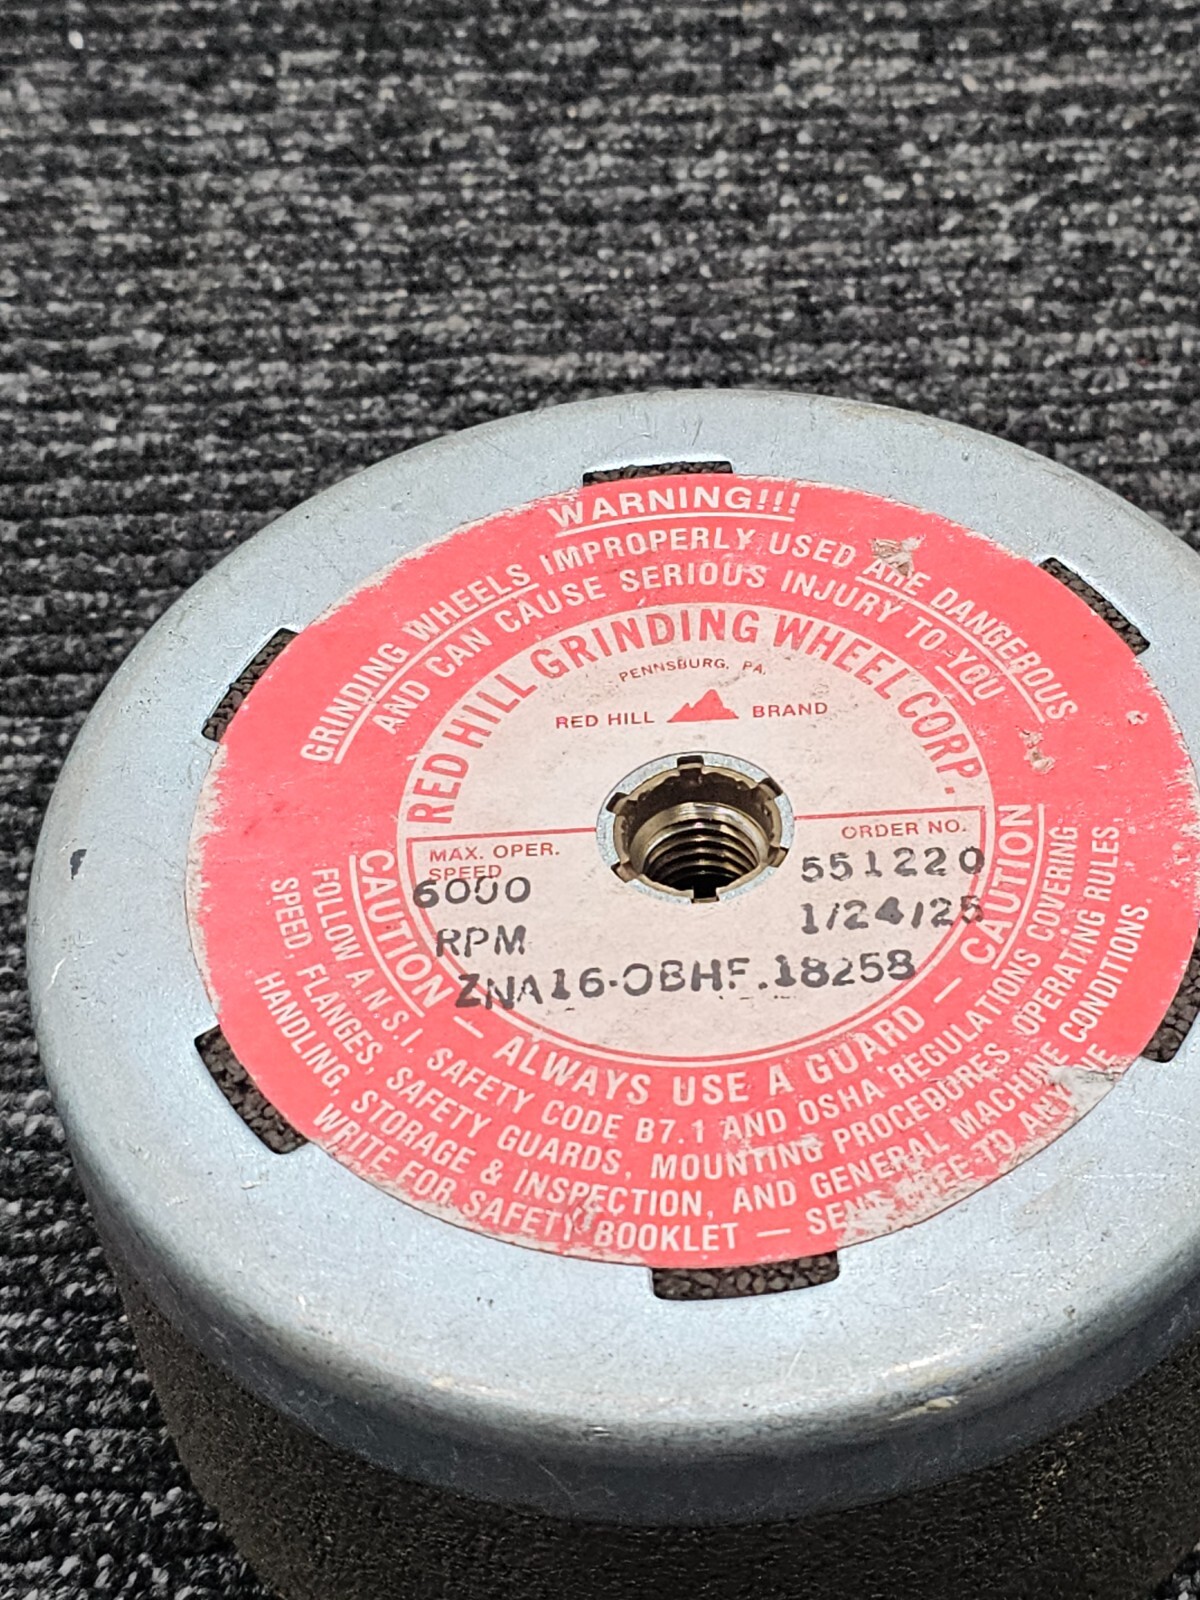 WARNING!!!
GRINDING WHEELS IMPROPERLY USED ARE DANGEROUS
AND CAN CAUSE SERIOUS INJURY TO YOU
RED HILL GRINDING WHEEL CORP.
PENNSBURG, PA.
RED HILL BRAND
MAX. OPER.
SPEED
ORDER NO.
6000
551220
RPM
1/24/25
ZNA16-OBHF.18258
CAUTION – ALWAYS USE A GUARD – CAUTION
FOLLOW A.N.S.I. SAFETY CODE B7.1 AND OSHA REGULATIONS COVERING
SPEED, FLANGES, SAFETY GUARDS, MOUNTING PROCEDURES, OPERATING RULES,
HANDLING, STORAGE & INSPECTION, AND GENERAL MACHINE CONDITIONS.
WRITE FOR SAFETY BOOKLET – SEND FREE TO ANY